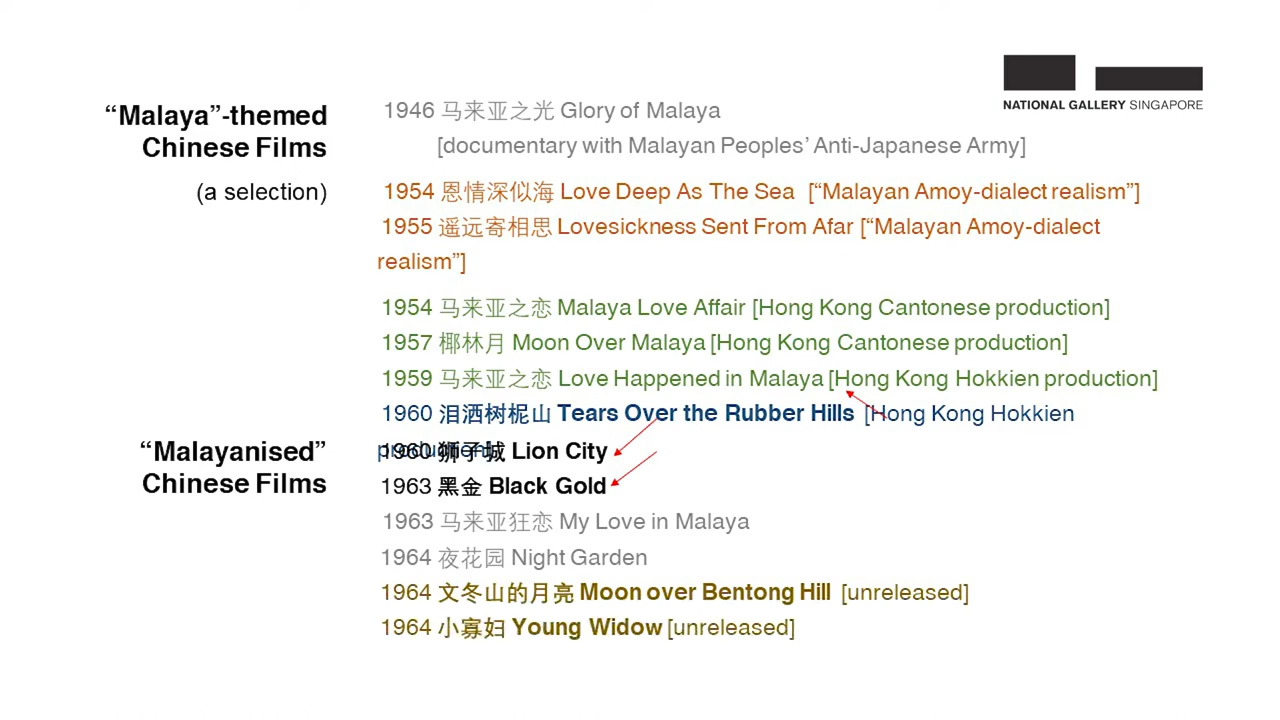 NATIONAL GALLERY SINGAPORE
“Malaya”-themed
Chinese Films
(a selection)
1946 马来亚之光 Glory of Malaya
[documentary with Malayan Peoples’ Anti-Japanese Army]
1954 恩情深似海 Love Deep As The Sea [“Malayan Amoy-dialect realism”]
1955 遥远寄相思 Lovesickness Sent From Afar [“Malayan Amoy-dialect
realism”]
1954 马来亚之恋 Malaya Love Affair [Hong Kong Cantonese production]
1957 椰林月 Moon Over Malaya [Hong Kong Cantonese production]
1959 马来亚之恋 Love Happened in Malaya [Hong Kong Hokkien production]
1960 泪洒树柅山 Tears Over the Rubber Hills [Hong Kong Hokkien
production]
“Malayanised”
Chinese Films
1960 狮子城 Lion City
1963 黑金 Black Gold
1963 马来亚狂恋 My Love in Malaya
1964 夜花园 Night Garden
1964 文冬山的月亮 Moon over Bentong Hill [unreleased]
1964 小寡妇 Young Widow [unreleased]